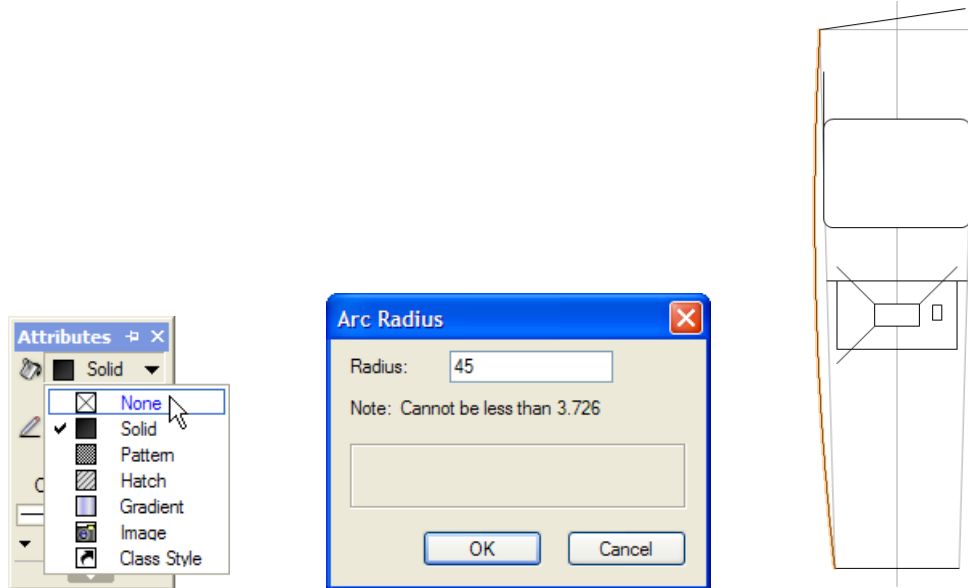 Attributes
Solid
None
Solid
Pattern
Hatch
Gradient
Image
Class Style
Arc Radius
Radius: 45
Note: Cannot be less than 3.726
OK Cancel